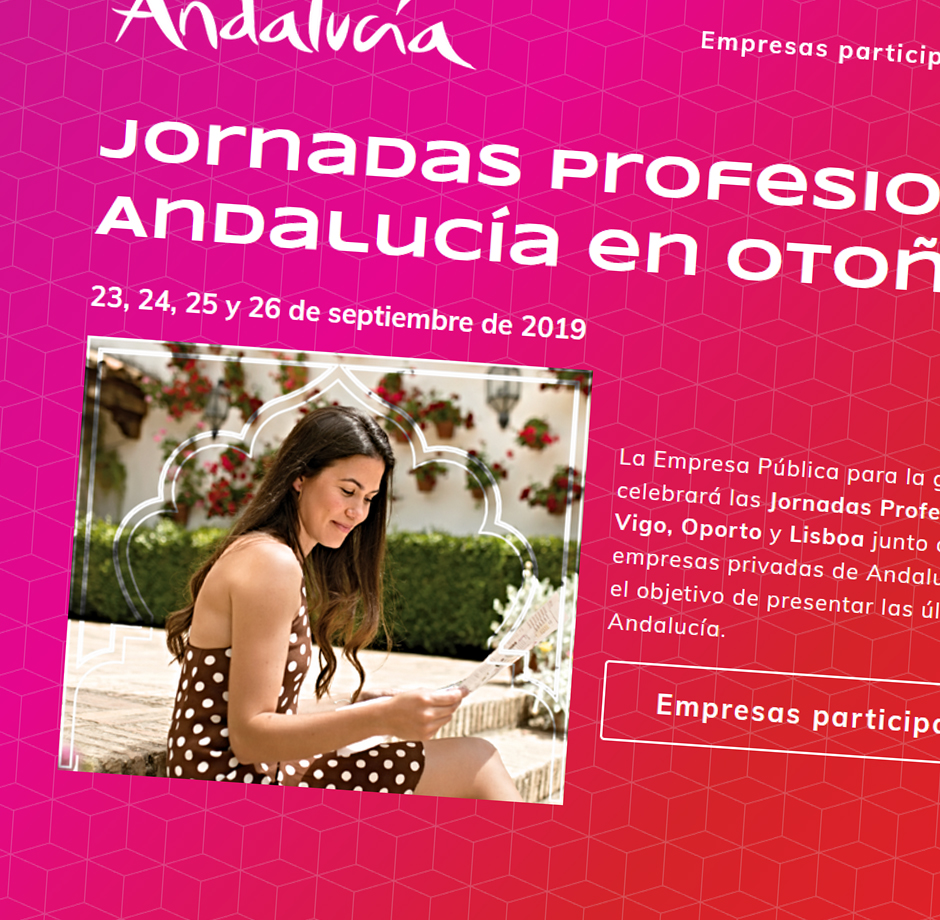 Andalucía
Empresas particip
Jornadas Profesio
Andalucía en otoñ
23, 24, 25 y 26 de septiembre de 2019
La Empresa Pública para la g
celebrará las Jornadas Profe
Vigo, Oporto y Lisboa junto
empresas privadas de Andalu
el objetivo de presentar las úl
Andalucía.
Empresas particip